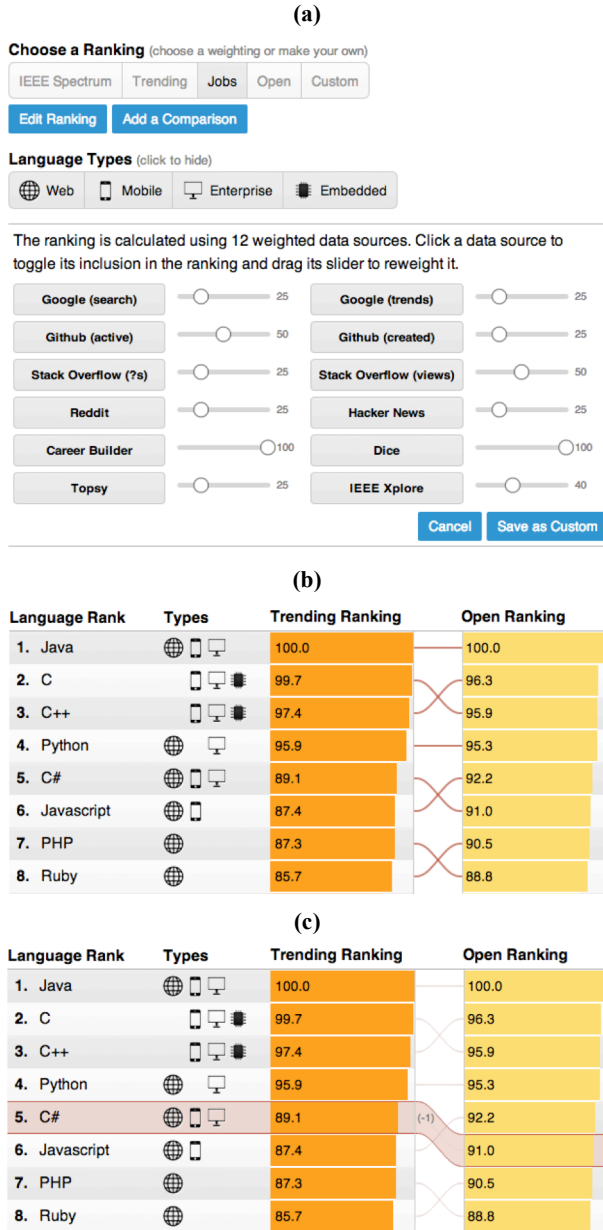 (a)
Choose a Ranking (choose a weighting or make your own)
IEEE Spectrum Trending Jobs Open Custom
Edit Ranking Add a Comparison
Language Types (click to hide)
Web Mobile Enterprise Embedded
The ranking is calculated using 12 weighted data sources. Click a data source to
toggle its inclusion in the ranking and drag its slider to reweight it.
Google (search) 25 Google (trends) 25
Github (active) 50 Github (created) 25
Stack Overflow (?s) 25 Stack Overflow (views) 50
Reddit 25 Hacker News 25
Career Builder 100 Dice 100
Topsy 25 IEEE Xplore 40
Cancel Save as Custom
(b)
Language Rank Types Trending Ranking Open Ranking
1. Java 100.0 100.0
2. C 99.7 96.3
3. C++ 97.4 95.9
4. Python 95.9 95.3
5. C# 89.1 92.2
6. Javascript 87.4 91.0
7. PHP 87.3 90.5
8. Ruby 85.7 88.8
(c)
Language Rank Types Trending Ranking Open Ranking
1. Java 100.0 100.0
2. C 99.7 96.3
3. C++ 97.4 95.9
4. Python 95.9 95.3
5. C# 89.1 (-1) 92.2
6. Javascript 87.4 91.0
7. PHP 87.3 90.5
8. Ruby 85.7 88.8